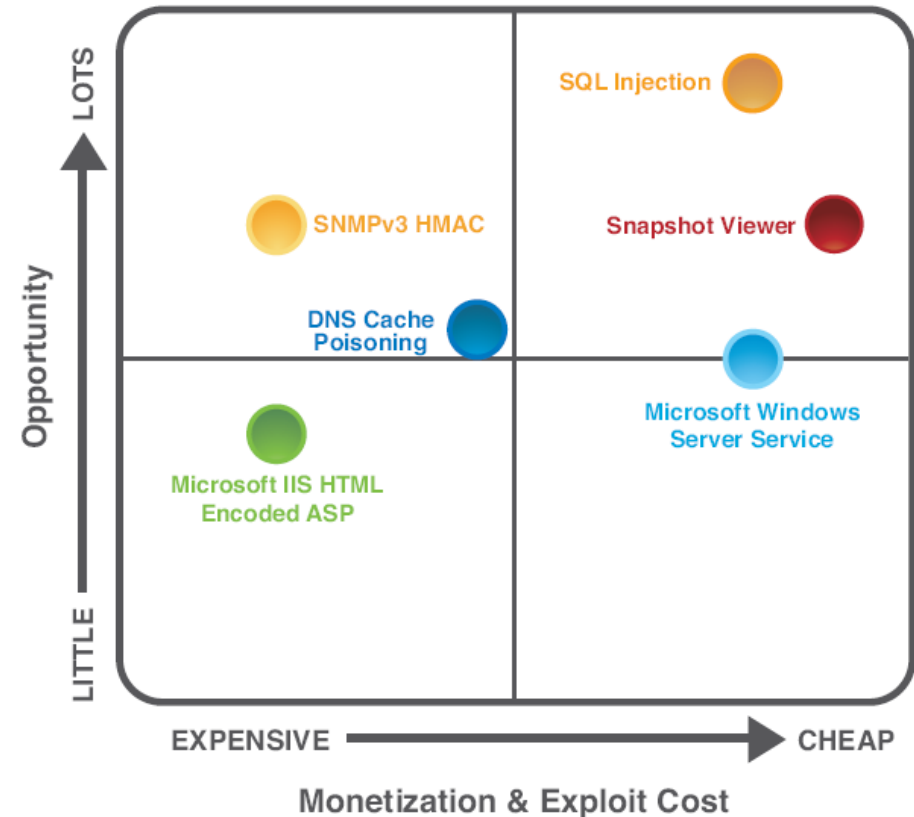 LOTS
SQL Injection
SNMPv3 HMAC
Snapshot Viewer
Opportunity
DNS Cache
Poisoning
Microsoft Windows
Server Service
Microsoft IIS HTML
Encoded ASP
LITTLE
EXPENSIVE
CHEAP
Monetization & Exploit Cost